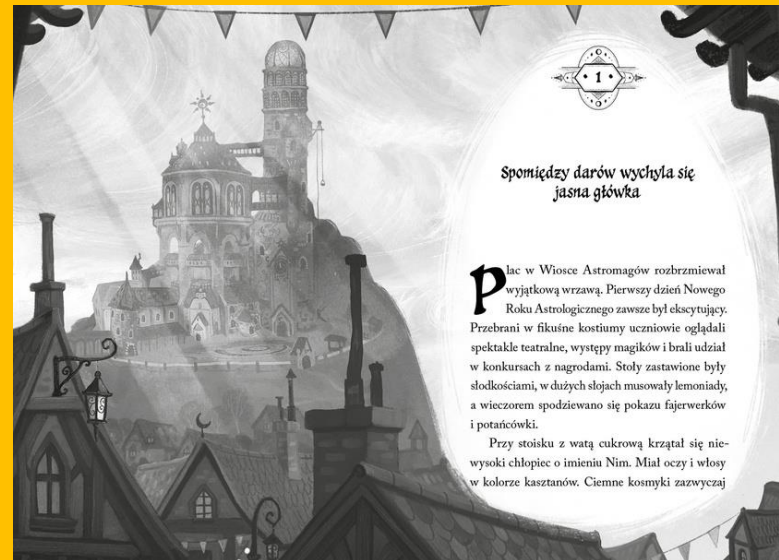 1
Spomiędzy darów wychyla się
jasna główka
Plac w Wiosce Astromagów rozbrzmiewał
wyjątkową wrzawą. Pierwszy dzień Nowego
Roku Astrologicznego zawsze był ekscytujący.
Przebrani w fikuśne kostiumy uczniowie oglądali
spektakle teatralne, występy magików i brali udział
w konkursach z nagrodami. Stoły zastawione były
słodkościami, w dużych słojach musowały lemoniady,
a wieczorem spodziewano się pokazu fajerwerków
i potańcówki.
Przy stoisku z watą cukrową krzątał się nie-
wysoki chłopiec o imieniu Nim. Miał oczy i włosy
w kolorze kasztanów. Ciemne kosmyki zazwyczaj